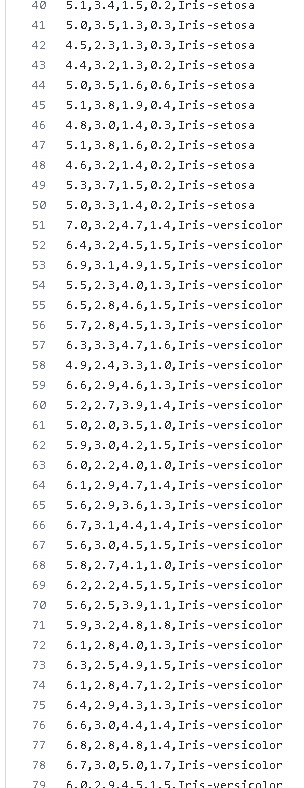 40 5.1,3.4,1.5,0.2,Iris-setosa
41 5.0,3.5,1.3,0.3,Iris-setosa
42 4.5,2.3,1.3,0.3,Iris-setosa
43 4.4,3.2,1.3,0.2,Iris-setosa
44 5.0,3.5,1.6,0.6,Iris-setosa
45 5.1,3.8,1.9,0.4,Iris-setosa
46 4.8,3.0,1.4,0.3,Iris-setosa
47 5.1,3.8,1.6,0.2,Iris-setosa
48 4.6,3.2,1.4,0.2,Iris-setosa
49 5.3,3.7,1.5,0.2,Iris-setosa
50 5.0,3.3,1.4,0.2,Iris-setosa
51 7.0,3.2,4.7,1.4,Iris-versicolor
52 6.4,3.2,4.5,1.5,Iris-versicolor
53 6.9,3.1,4.9,1.5,Iris-versicolor
54 5.5,2.3,4.0,1.3,Iris-versicolor
55 6.5,2.8,4.6,1.5,Iris-versicolor
56 5.7,2.8,4.5,1.3,Iris-versicolor
57 6.3,3.3,4.7,1.6,Iris-versicolor
58 4.9,2.4,3.3,1.0,Iris-versicolor
59 6.6,2.9,4.6,1.3,Iris-versicolor
60 5.2,2.7,3.9,1.4,Iris-versicolor
61 5.0,2.0,3.5,1.0,Iris-versicolor
62 5.9,3.0,4.2,1.5,Iris-versicolor
63 6.0,2.2,4.0,1.0,Iris-versicolor
64 6.1,2.9,4.7,1.4,Iris-versicolor
65 5.6,2.9,3.6,1.3,Iris-versicolor
66 6.7,3.1,4.4,1.4,Iris-versicolor
67 5.6,3.0,4.5,1.5,Iris-versicolor
68 5.8,2.7,4.1,1.0,Iris-versicolor
69 6.2,2.2,4.5,1.5,Iris-versicolor
70 5.6,2.5,3.9,1.1,Iris-versicolor
71 5.9,3.2,4.8,1.8,Iris-versicolor
72 6.1,2.8,4.0,1.3,Iris-versicolor
73 6.3,2.5,4.9,1.5,Iris-versicolor
74 6.1,2.8,4.7,1.2,Iris-versicolor
75 6.4,2.9,4.3,1.3,Iris-versicolor
76 6.6,3.0,4.4,1.4,Iris-versicolor
77 6.8,2.8,4.8,1.4,Iris-versicolor
78 6.7,3.0,5.0,1.7,Iris-versicolor
79 6.0,2.9,4.5,1.5,Iris-versicolor